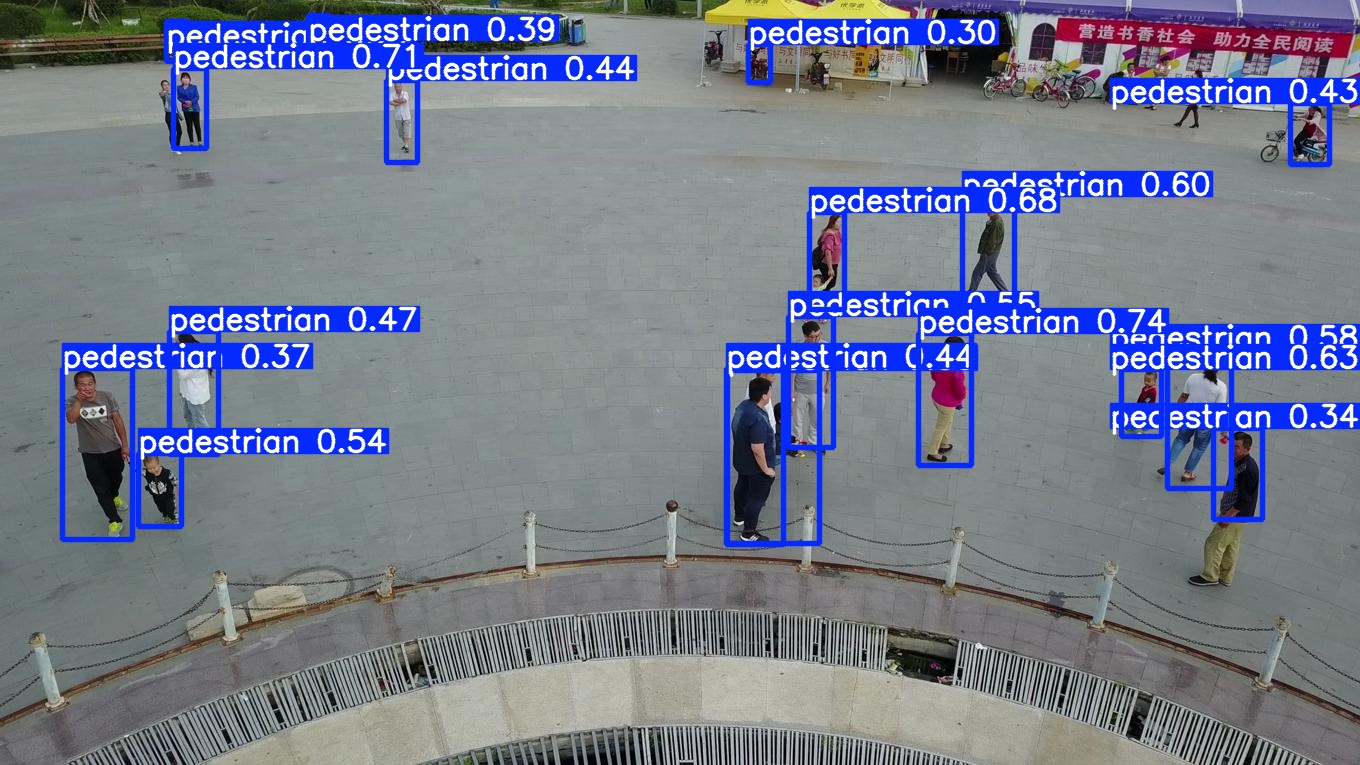 pedestrian 0.39
pedestria
pedestrian 0.71
pedestrian 0.44
pedestrian 0.30
营造书香社会 助力全民阅读
pedestrian 0.43
pedestrian 0.60
pedestrian 0.68
pedestrian 0.55
pedestrian 0.47
pedestrian 0.74
pedestrian 0.58
pedestrian 0.37
pedestrian 0.44
pedestrian 0.63
pedestrian 0.34
pedestrian 0.54